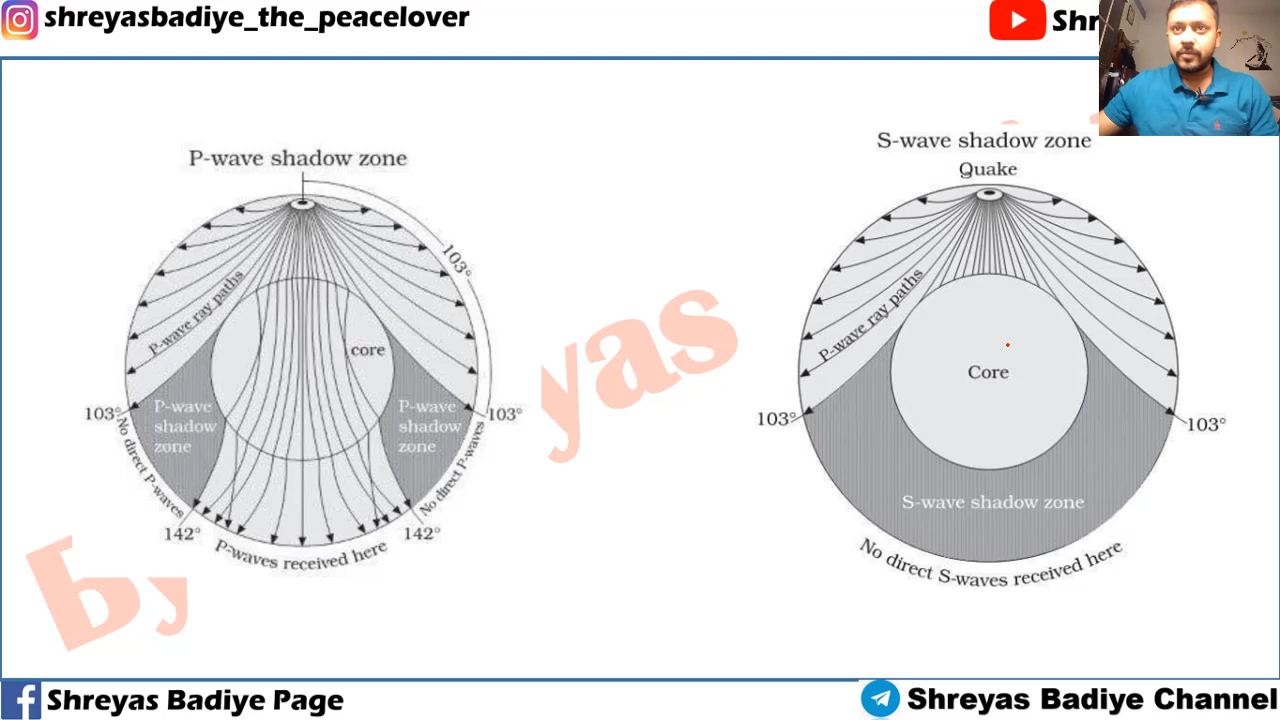 shreyasbadiye_the_peacelover
Shr
P-wave shadow zone
103°
P-wave ray paths
core
P-wave
shadow
zone
P-wave
shadow
zone
103°
103°
No direct P-waves
No direct P-waves
142°
142°
P-waves received here
S-wave shadow zone
Quake
P-wave ray paths
Core
103°
103°
S-wave shadow zone
No direct S-waves received here
by
yas
Shreyas Badiye Page
Shreyas Badiye Channel